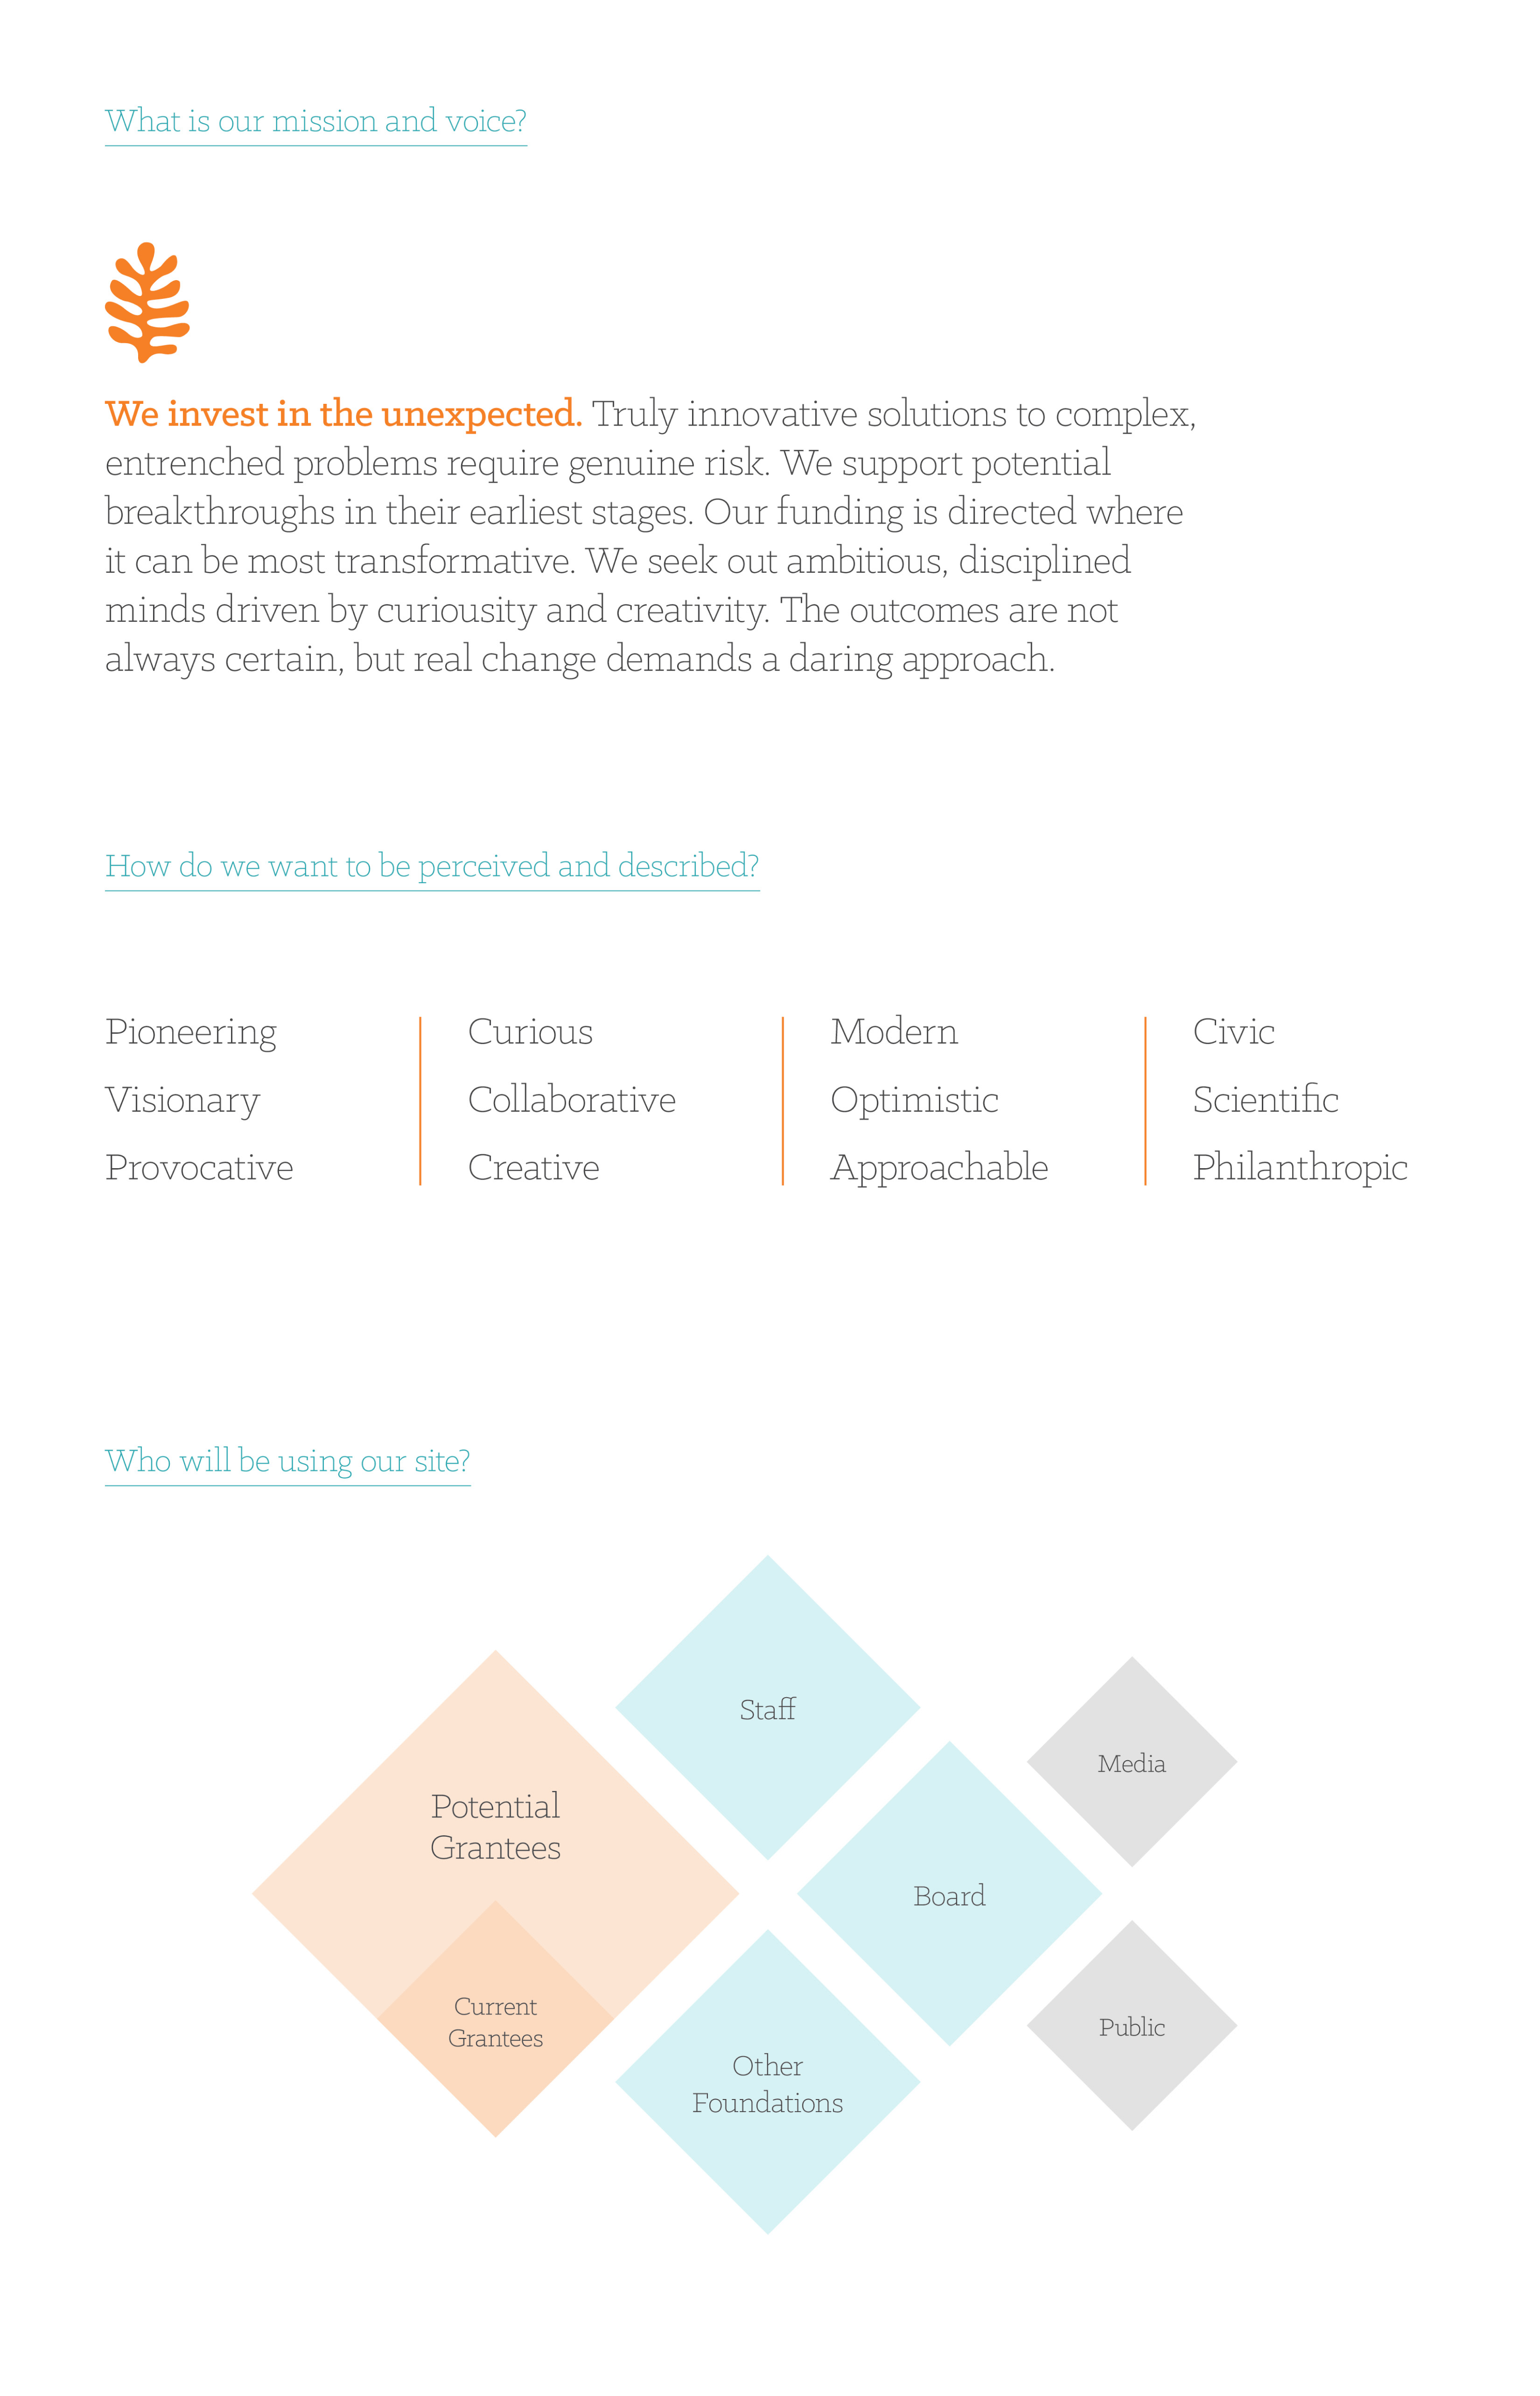 What is our mission and voice?
We invest in the unexpected. Truly innovative solutions to complex,
entrenched problems require genuine risk. We support potential
breakthroughs in their earliest stages. Our funding is directed where
it can be most transformative. We seek out ambitious, disciplined
minds driven by curiousity and creativity. The outcomes are not
always certain, but real change demands a daring approach.
How do we want to be perceived and described?
Pioneering
Visionary
Provocative
Curious
Collaborative
Creative
Modern
Optimistic
Approachable
Civic
Scientific
Philanthropic
Who will be using our site?
Potential
Grantees
Current
Grantees
Staff
Board
Other
Foundations
Media
Public